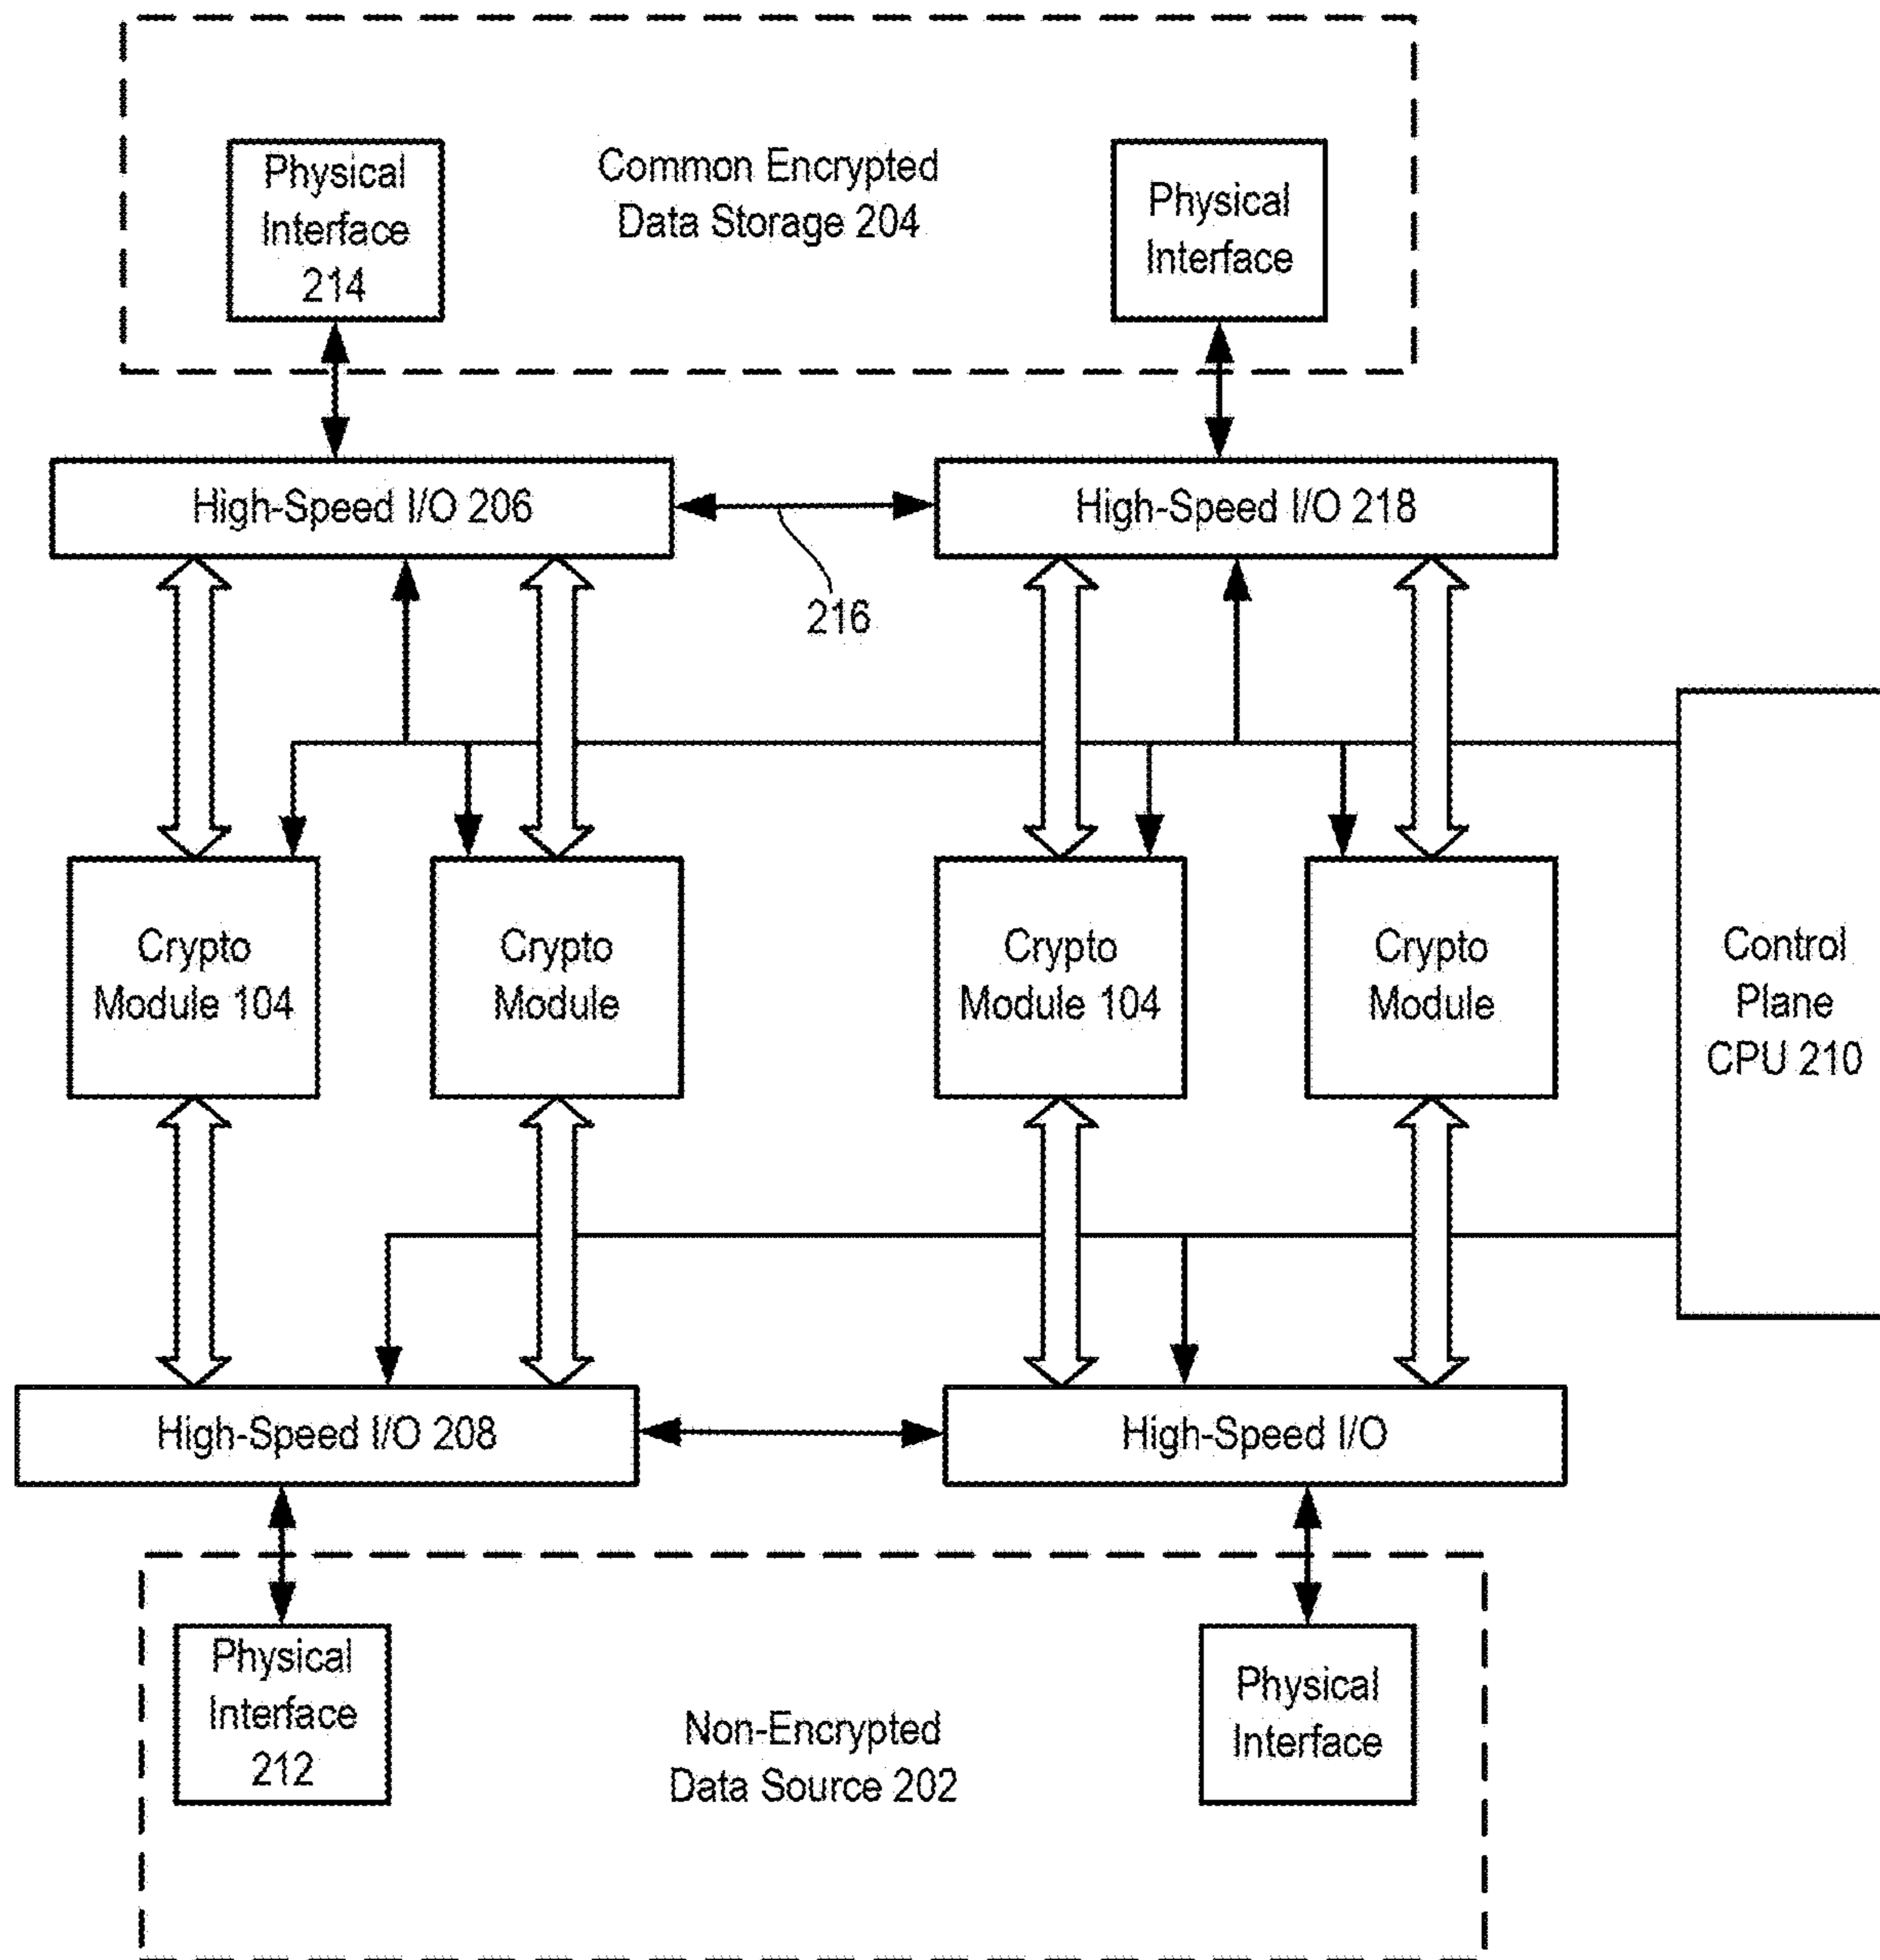 Physical
Interface
214
Common Encrypted
Data Storage 204
Physical
Interface
High-Speed I/O 206
High-Speed I/O 218
216
Crypto
Module 104
Crypto
Module
Crypto
Module 104
Crypto
Module
Control
Plane
CPU 210
High-Speed I/O 208
High-Speed I/O
Physical
Interface
212
Non-Encrypted
Data Source 202
Physical
Interface